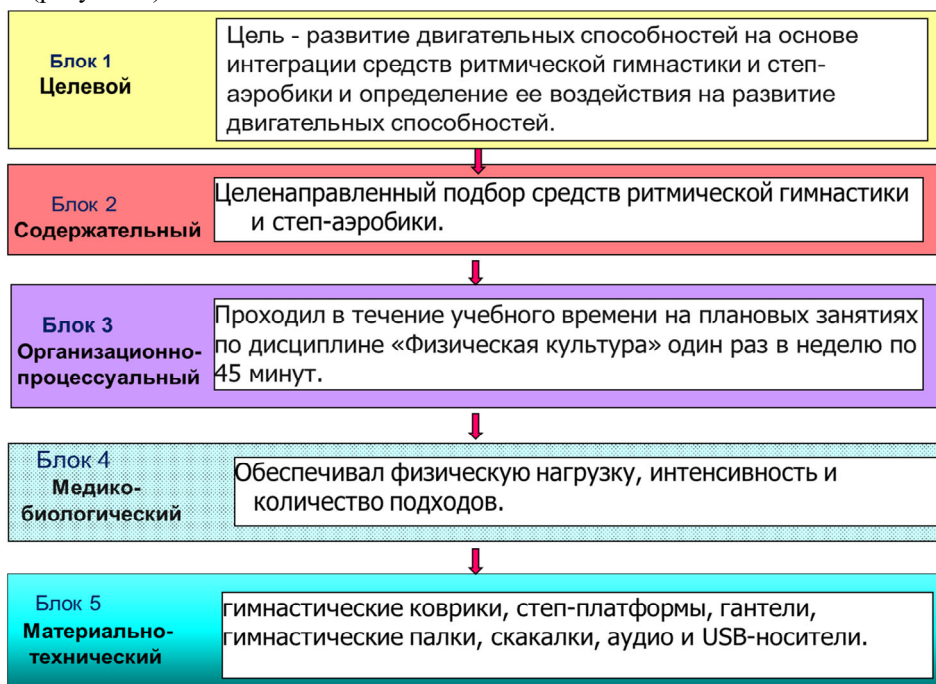 Блок 1
Целевой
Цель - развитие двигательных способностей на основе
интеграции средств ритмической гимнастики и степ-
аэробики и определение ее воздействия на развитие
двигательных способностей.
Блок 2
Содержательный
Целенаправленный подбор средств ритмической гимнастики
и степ-аэробики.
Блок 3
Организационно-
процессуальный
Проходил в течение учебного времени на плановых занятиях
по дисциплине «Физическая культура» один раз в неделю по
45 минут.
Блок 4
Медико-
биологический
Обеспечивал физическую нагрузку, интенсивность и
количество подходов.
Блок 5
Материально-
технический
гимнастические коврики, степ-платформы, гантели,
гимнастические палки, скакалки, аудио и USB-носители.